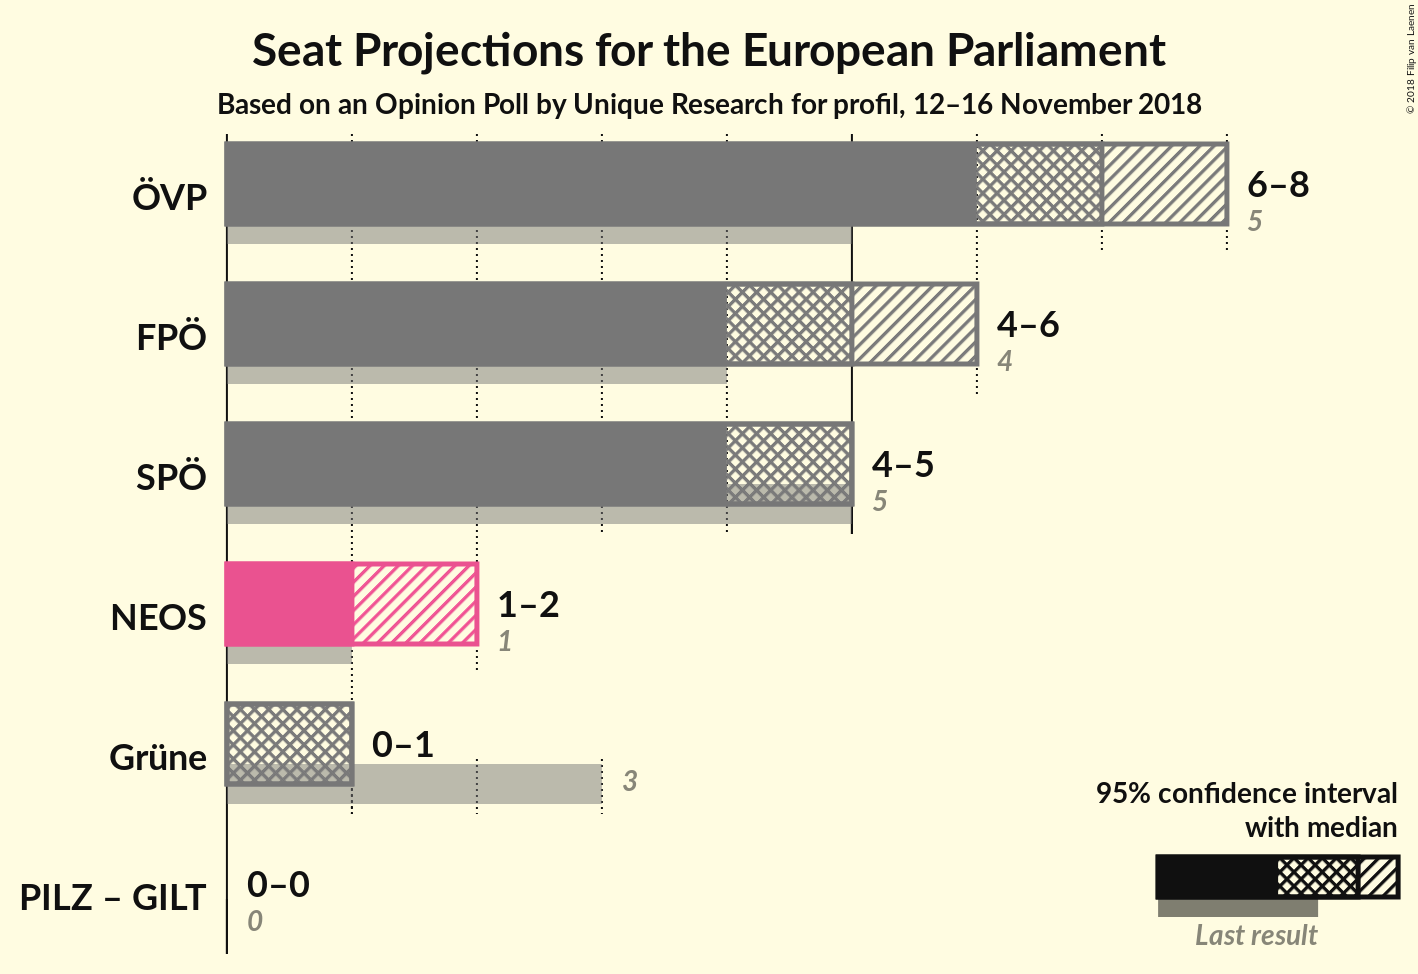 Seat Projections for the European Parliament
Based on an Opinion Poll by Unique Research for profil, 12–16 November 2018
© 2018 Filip van Laenen
ÖVP
6–8
5
FPÖ
4–6
4
SPÖ
4–5
5
NEOS
1–2
1
Grüne
0–1
3
PILZ – GILT
0–0
0
95% confidence interval
with median
Last result